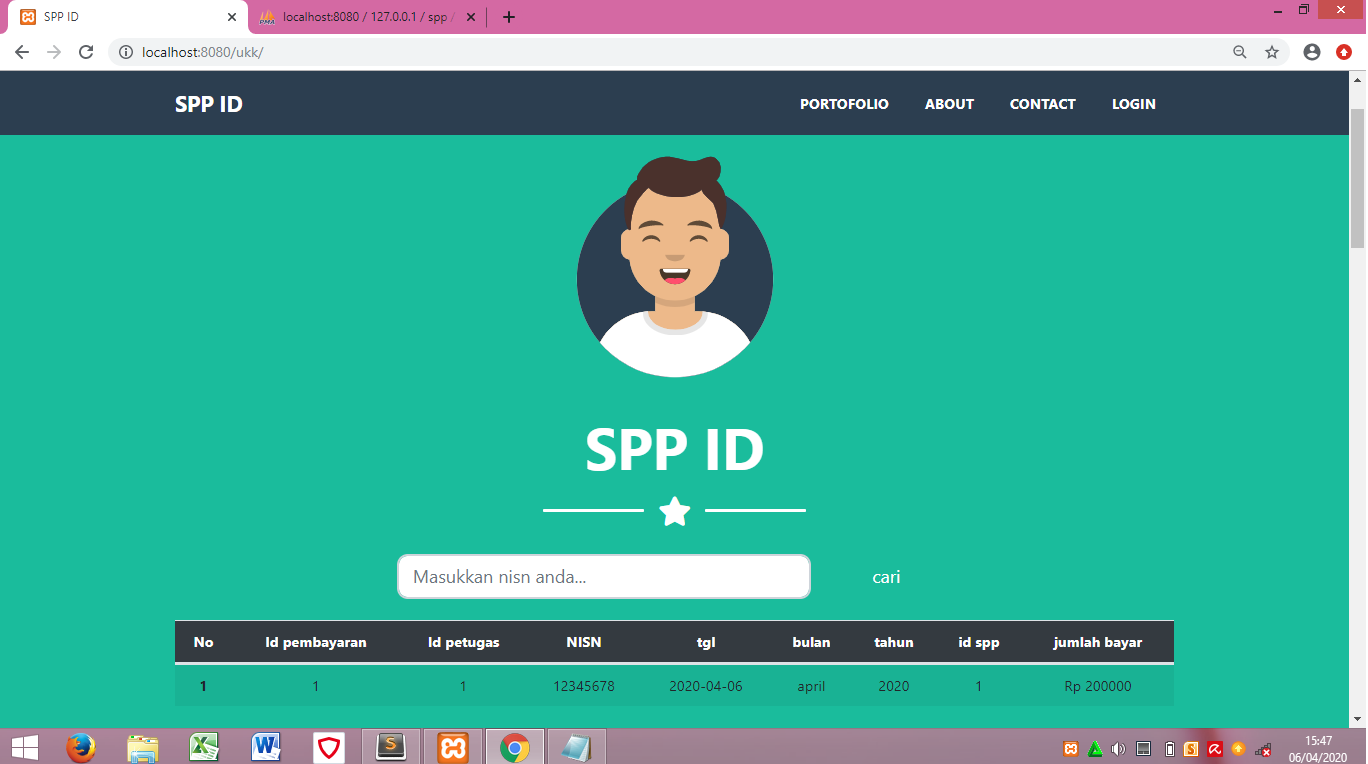 SPP ID
localhost:8080 / 127.0.0.1 / spp /
localhost:8080/ukk/
SPP ID PORTOFOLIO ABOUT CONTACT LOGIN
SPP ID
Masukkan nisn anda... cari
No Id pembayaran Id petugas NISN tgl bulan tahun id spp jumlah bayar
1 1 1 12345678 2020-04-06 april 2020 1 Rp 200000
15:47
06/04/2020